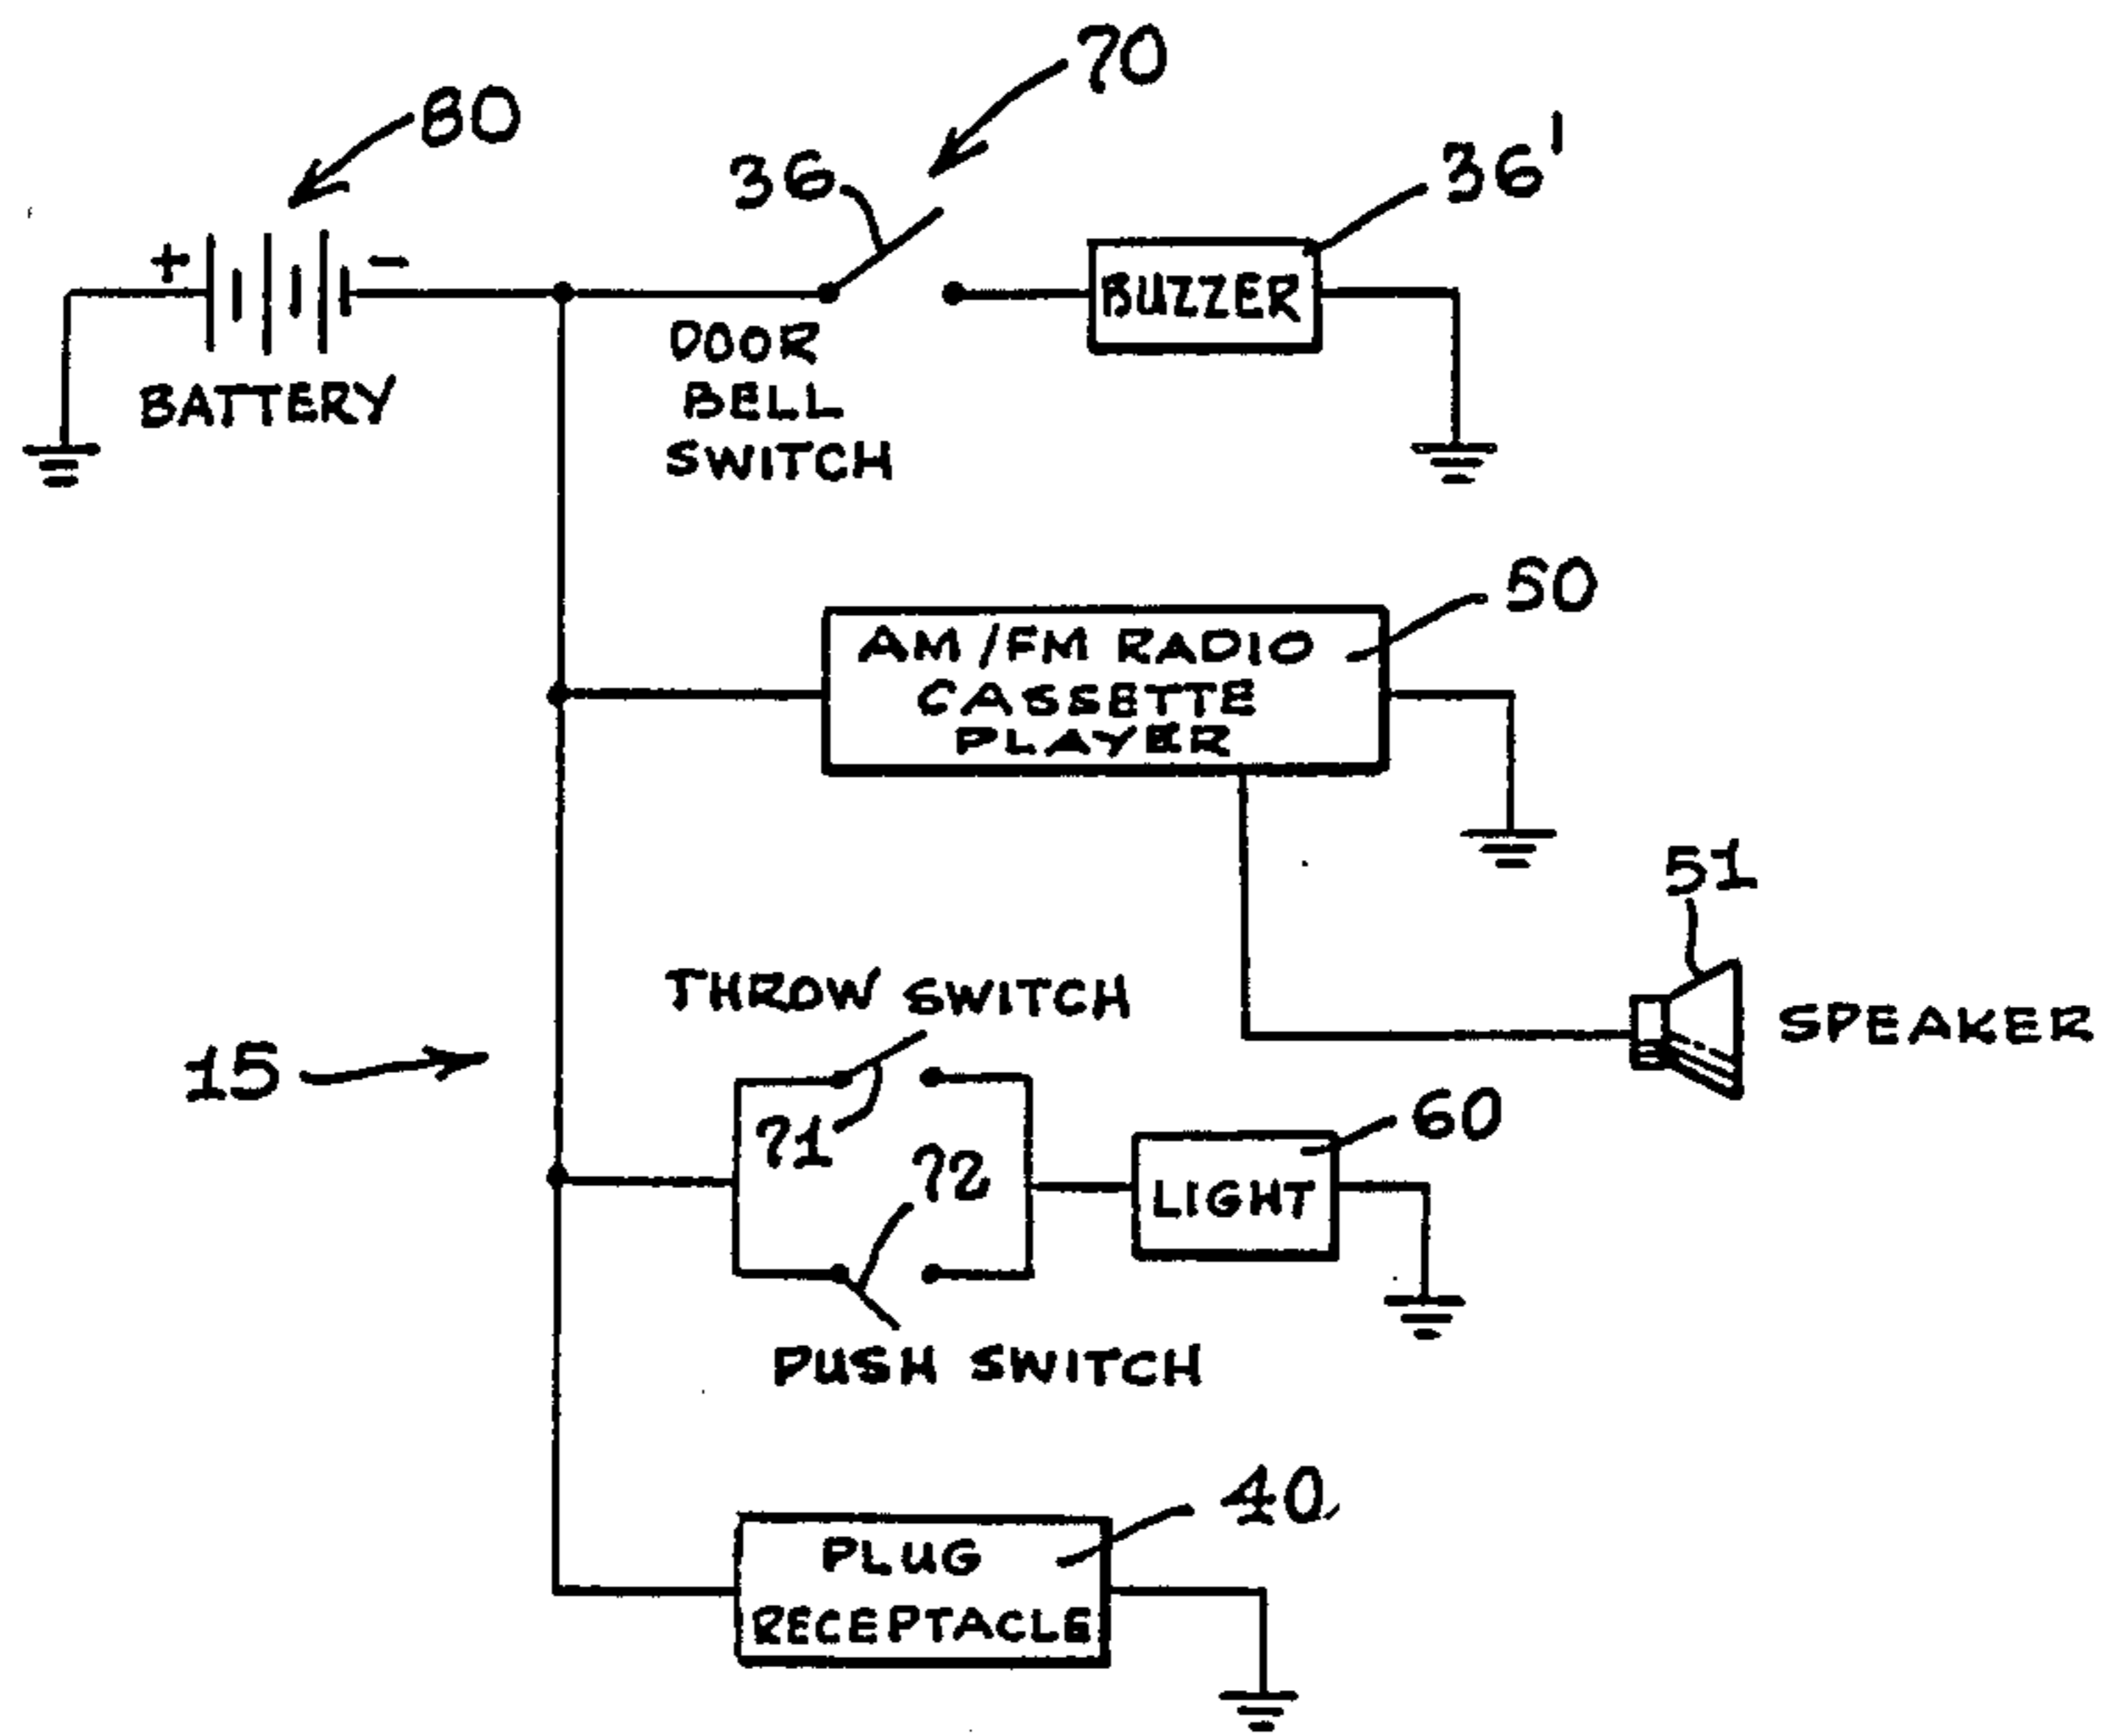 70
80
36
36'
+
-
BUZZER
DOOR
BELL
SWITCH
BATTERY
50
AM/FM RADIO
CASSETTE
PLAYER
51
THROW SWITCH
SPEAKER
15
71
60
72
LIGHT
PUSH SWITCH
40
PLUG
RECEPTACLE